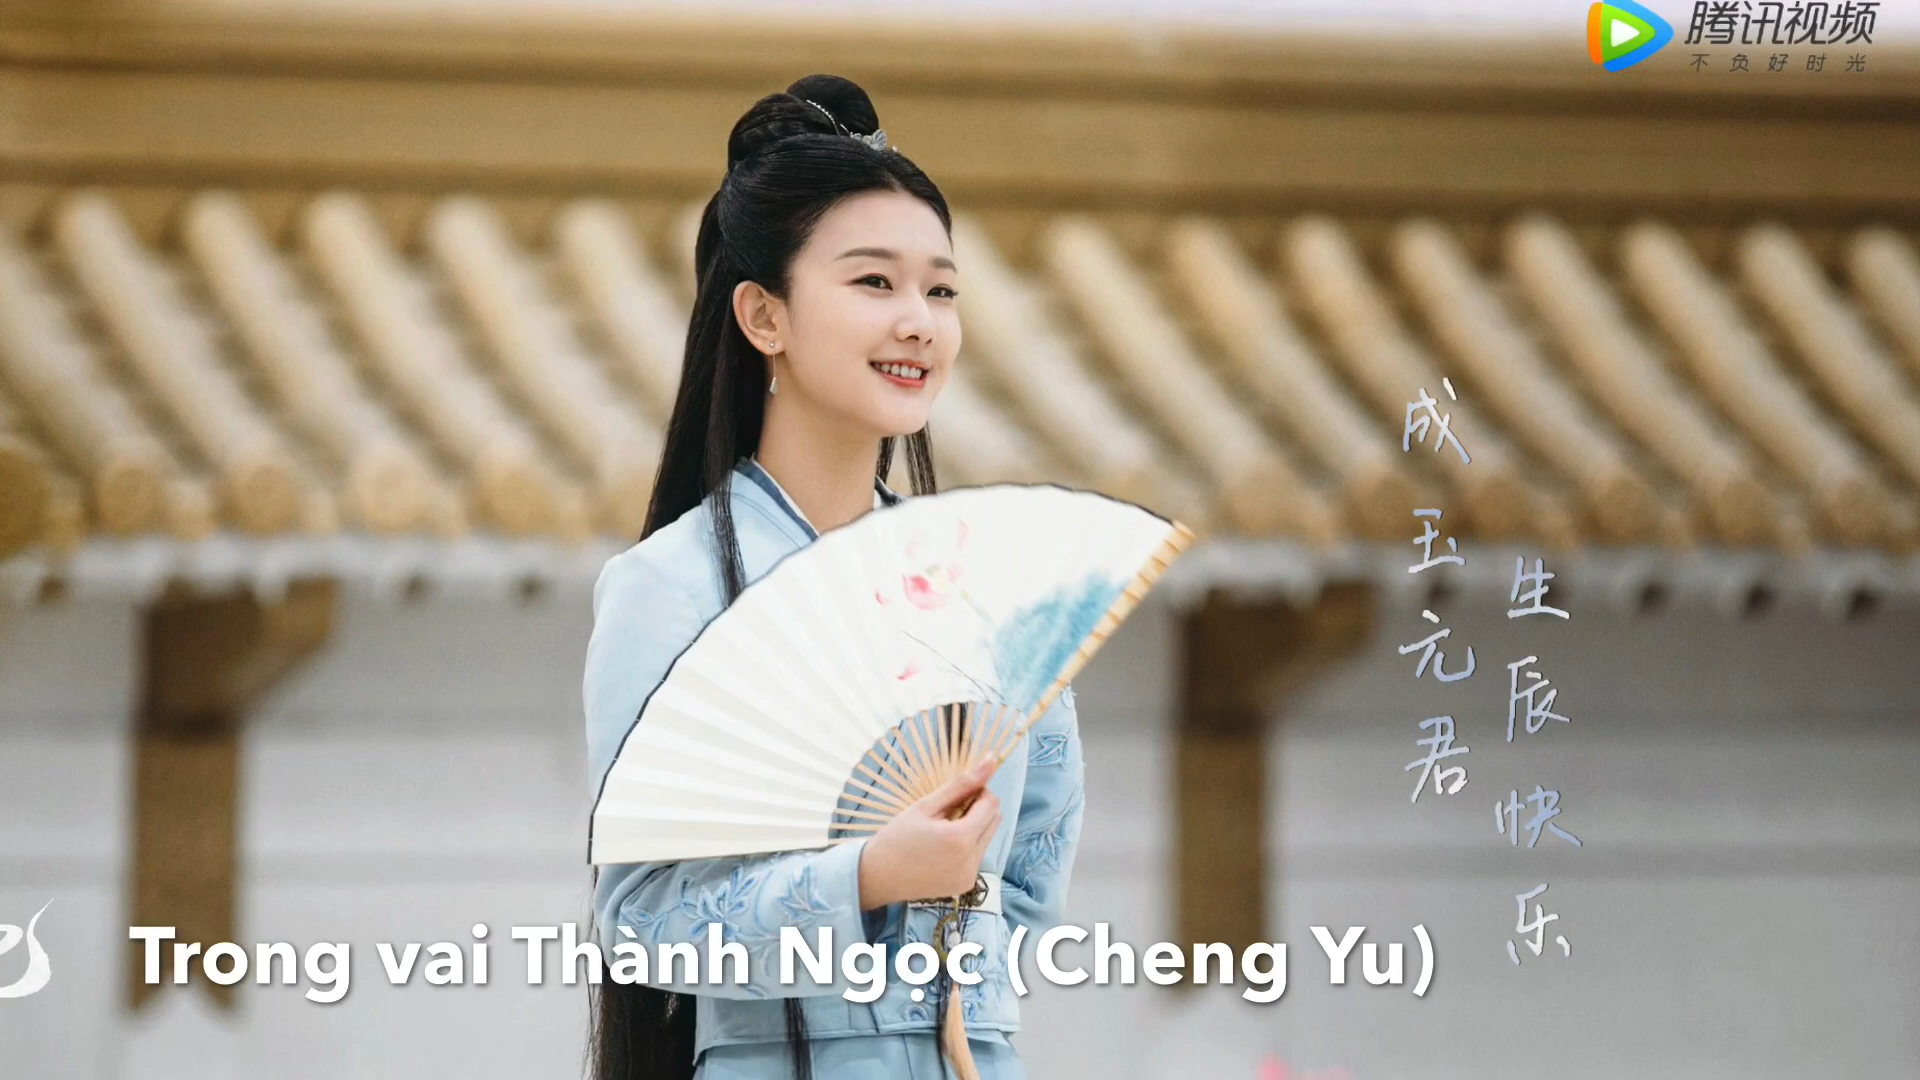 腾讯视频
不负好时光
成玉元君
生辰快乐
Trong vai Thành Ngọc (Cheng Yu)